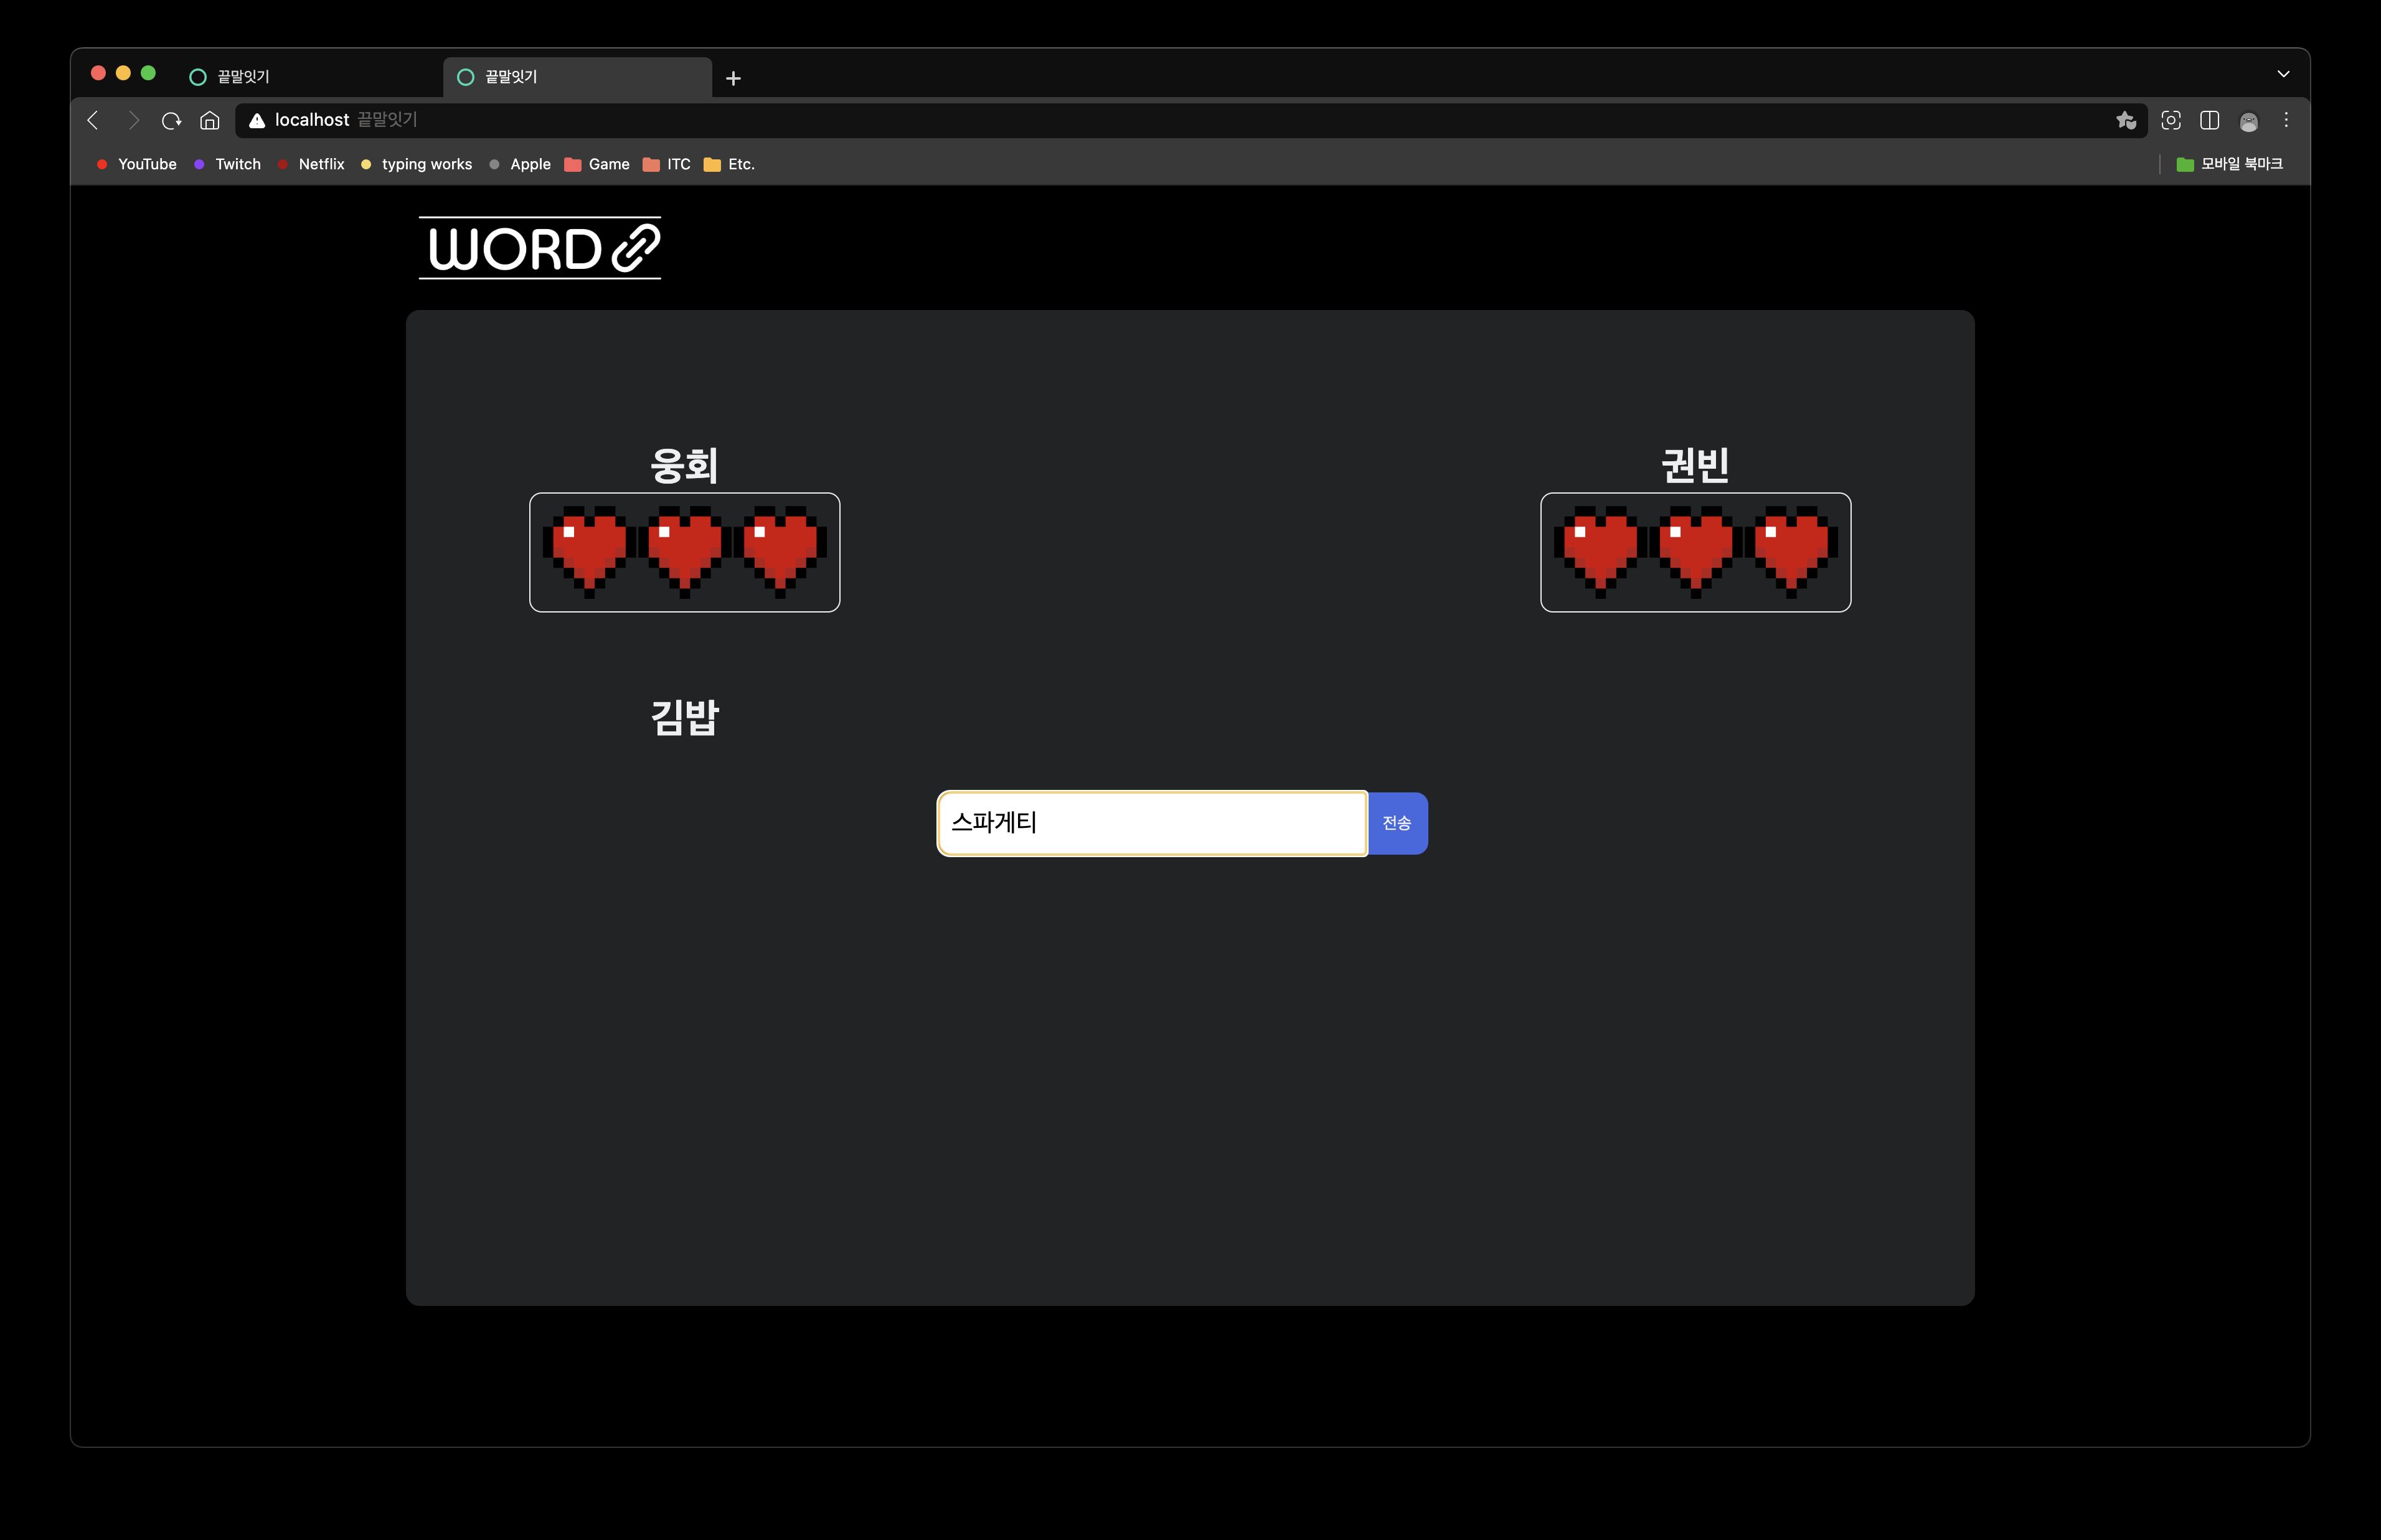 끝말잇기
끝말잇기
localhost 끝말잇기
YouTube Twitch Netflix typing works Apple Game ITC Etc. 모바일 북마크
WORD
웅회 권빈
김밥
스파게티 전송